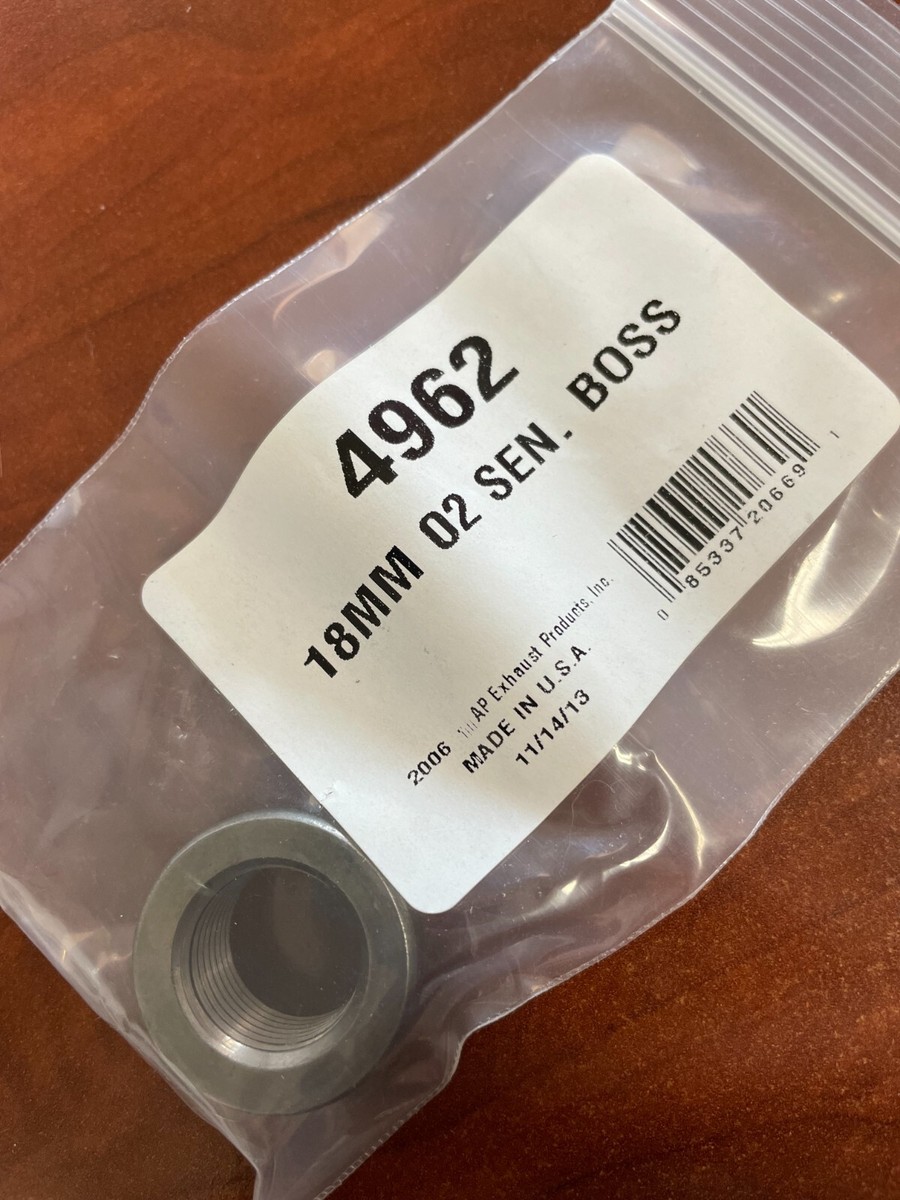 4962
18MM 02 SEN. BOSS
0 85337 20669 1
2006 AP Exhaust Products, Inc.
MADE IN U.S.A.
11/14/13